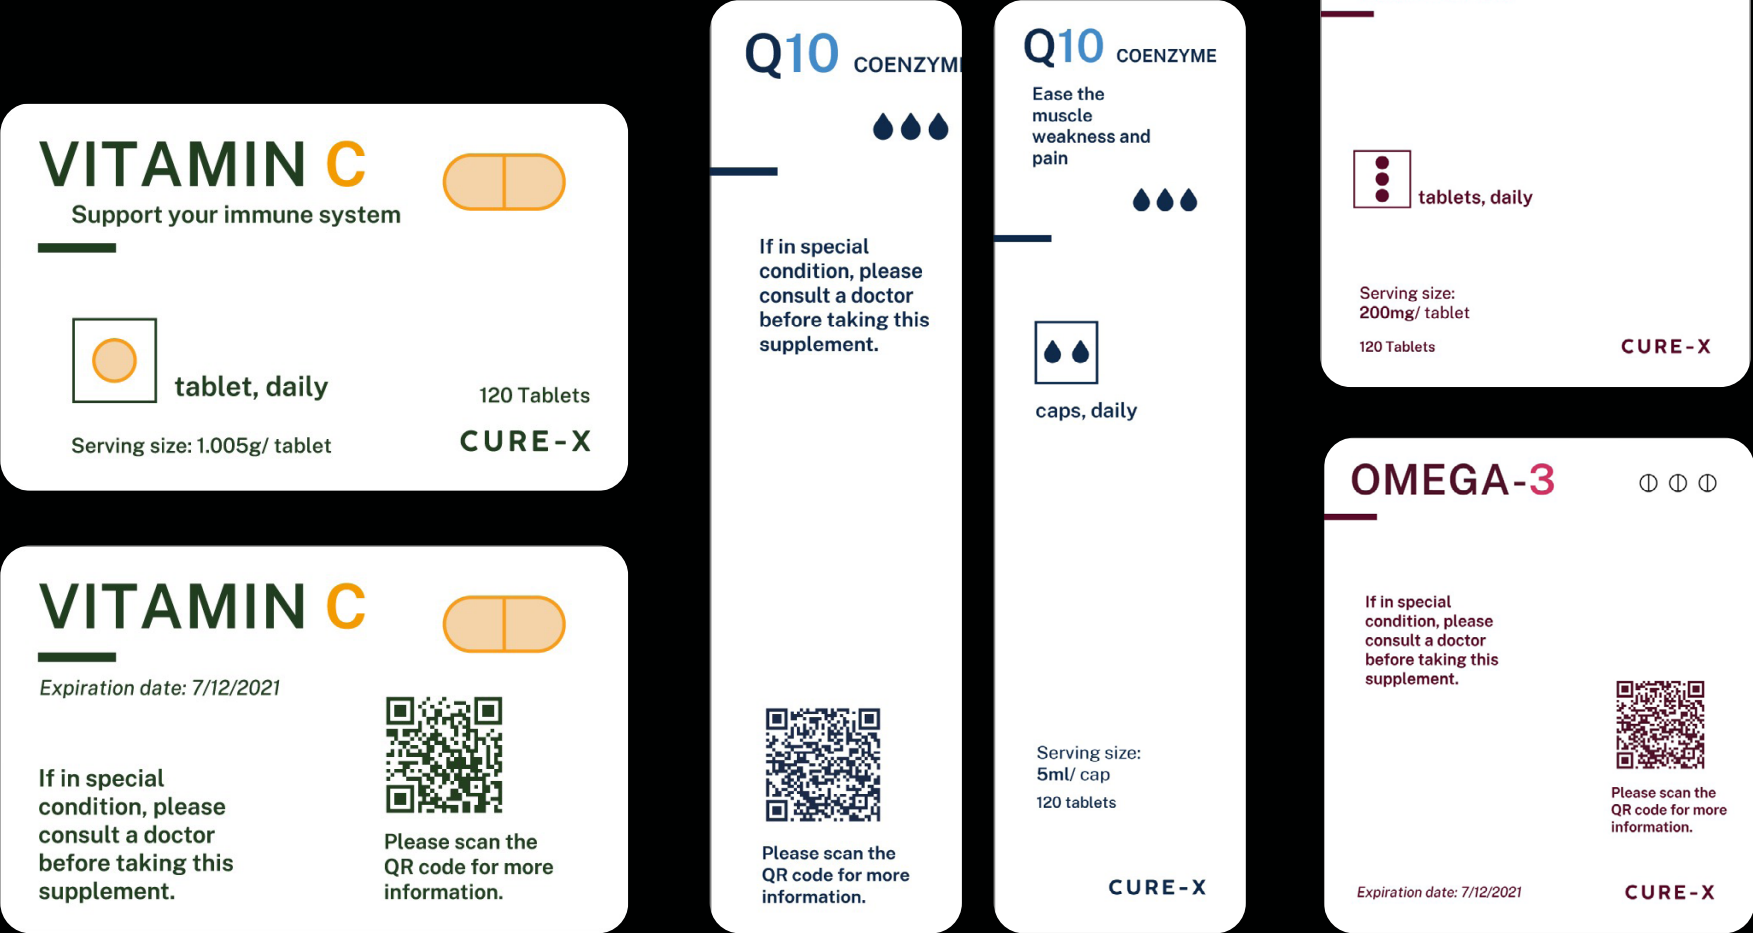 VITAMIN C
Support your immune system
tablet, daily
120 Tablets
Serving size: 1.005g/ tablet
CURE-X
VITAMIN C
Expiration date: 7/12/2021
If in special
condition, please
consult a doctor
before taking this
supplement.
Please scan the
QR code for more
information.
Q10 COENZYME
If in special
condition, please
consult a doctor
before taking this
supplement.
Please scan the
QR code for more
information.
Q10 COENZYME
Ease the
muscle
weakness and
pain
caps, daily
Serving size:
5ml/ cap
120 tablets
CURE-X
tablets, daily
Serving size:
200mg/ tablet
120 Tablets
CURE-X
OMEGA-3
If in special
condition, please
consult a doctor
before taking this
supplement.
Please scan the
QR code for more
information.
Expiration date: 7/12/2021
CURE-X